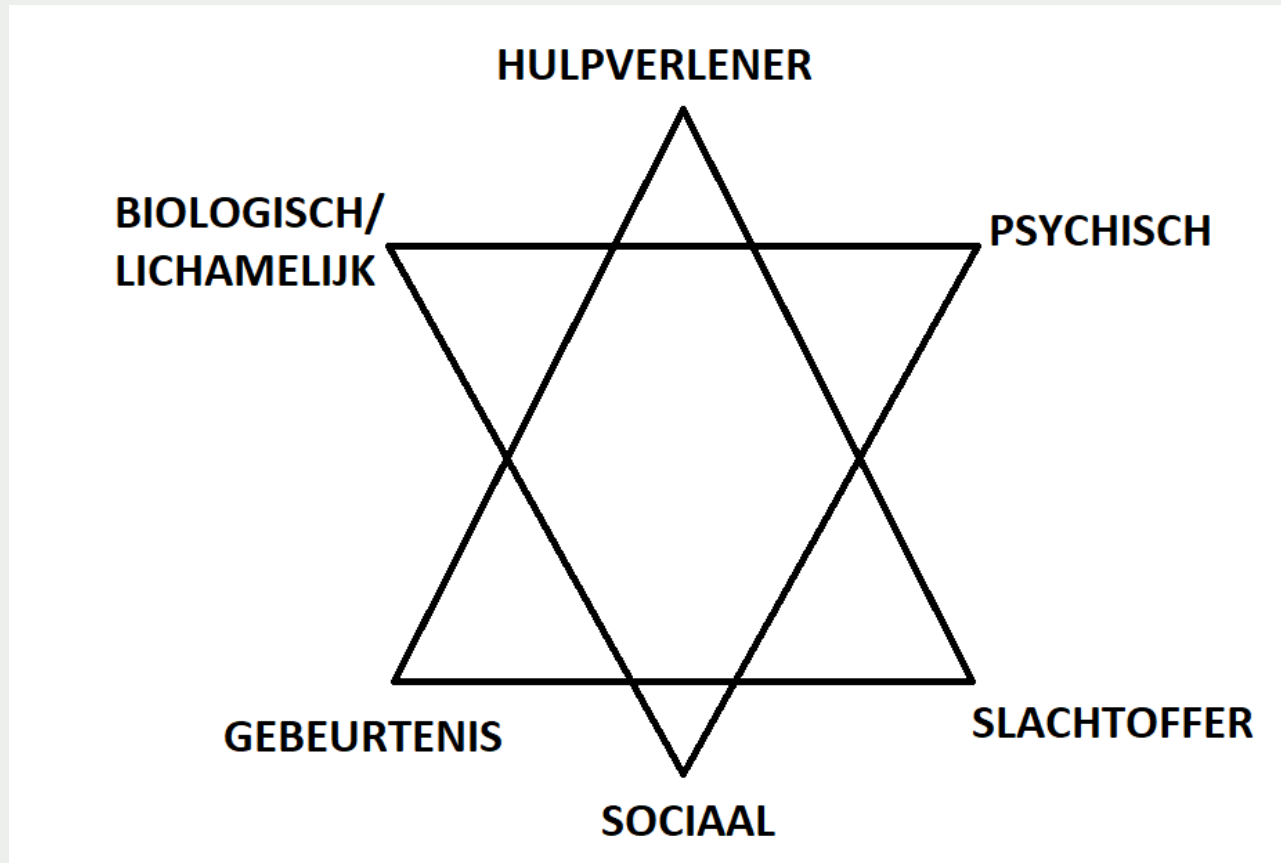 HULPVERLENER
BIOLOGISCH/
LICHAMELIJK
PSYCHISCH
GEBEURTENIS
SLACHTOFFER
SOCIAAL